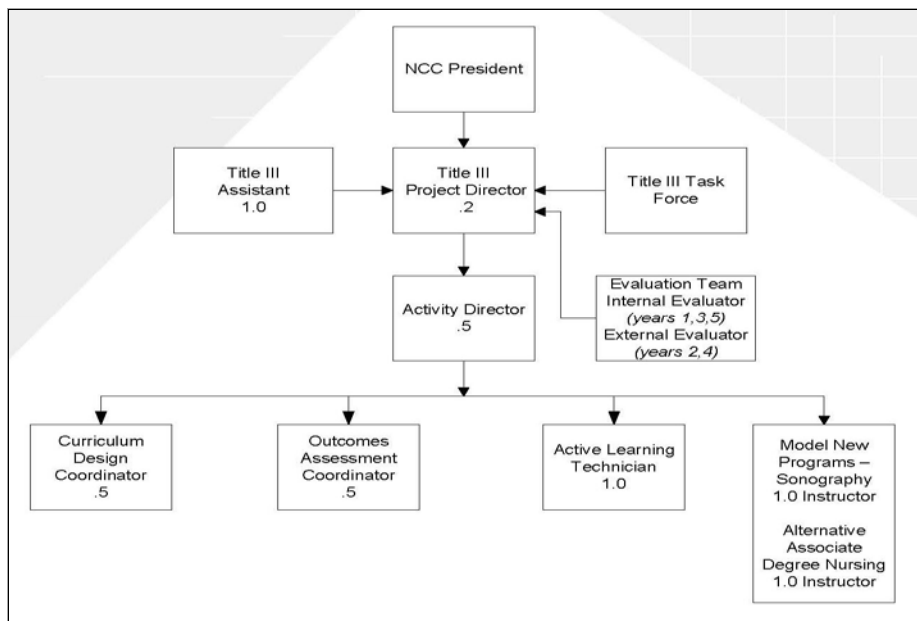 NCC President
Title III
Assistant
1.0
Title III
Project Director
.2
Title III Task
Force
Activity Director
.5
Evaluation Team
Internal Evaluator
(years 1,3,5)
External Evaluator
(years 2,4)
Curriculum
Design
Coordinator
.5
Outcomes
Assessment
Coordinator
.5
Active Learning
Technician
1.0
Model New
Programs –
Sonography
1.0 Instructor
Alternative
Associate
Degree Nursing
1.0 Instructor